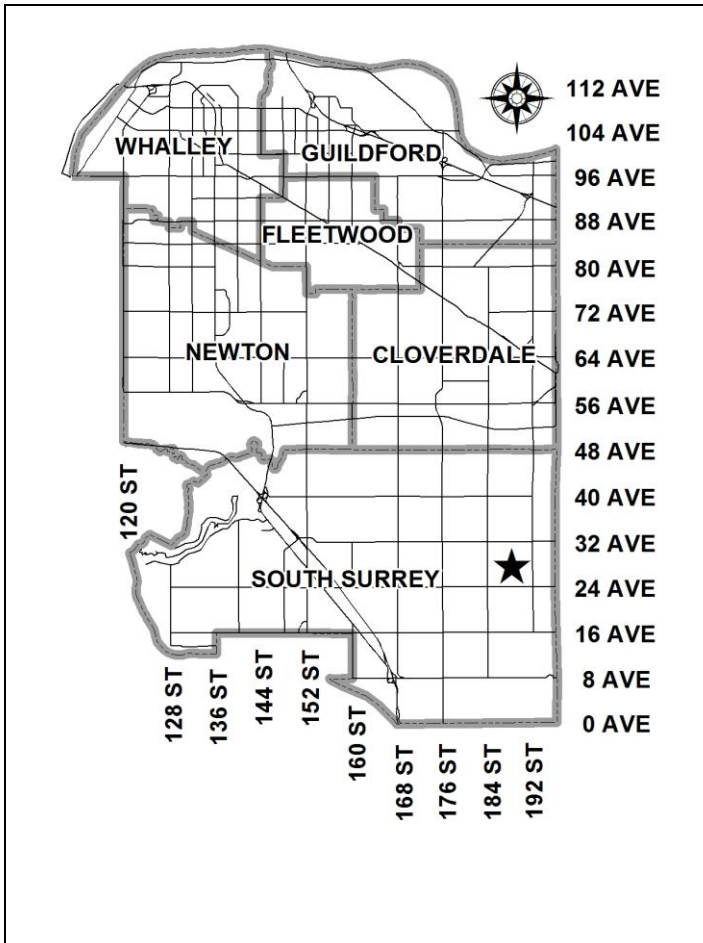 112 AVE
104 AVE
WHALLEY
GUILDFORD
96 AVE
88 AVE
FLEETWOOD
80 AVE
72 AVE
NEWTON
CLOVERDALE
64 AVE
56 AVE
48 AVE
120 ST
40 AVE
32 AVE
SOUTH SURREY
24 AVE
16 AVE
128 ST
136 ST
144 ST
152 ST
160 ST
8 AVE
168 ST
176 ST
184 ST
192 ST
0 AVE